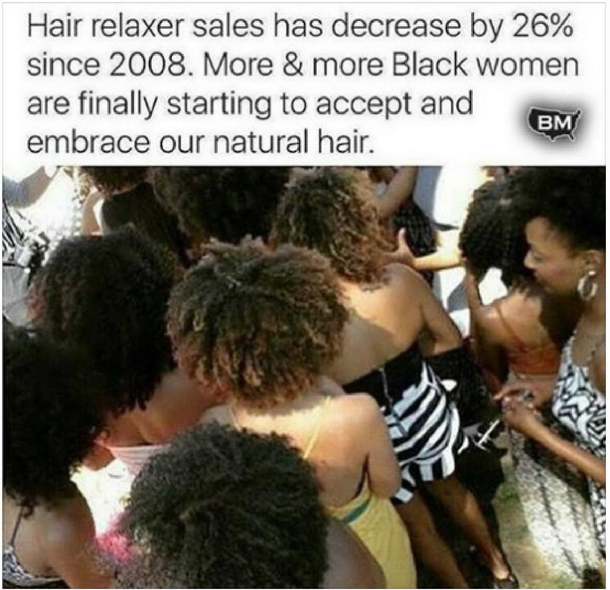 Hair relaxer sales has decrease by 26%
since 2008. More & more Black women
are finally starting to accept and
embrace our natural hair.
BM